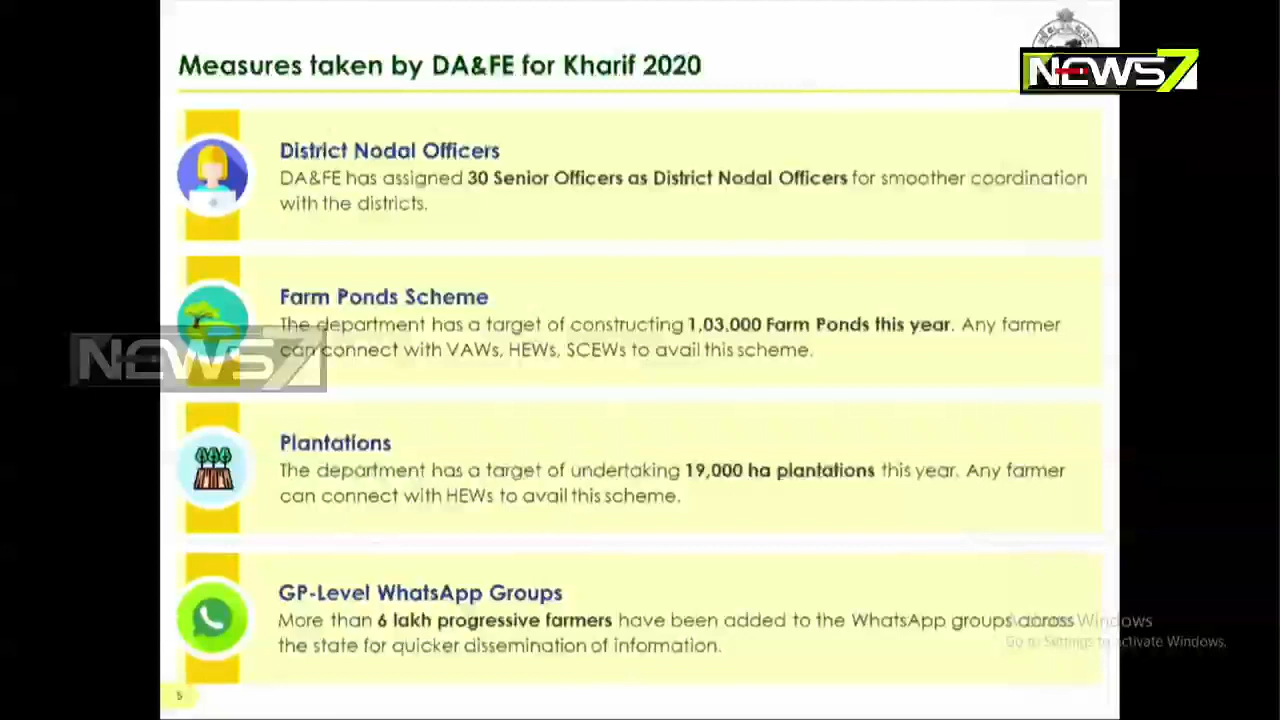 Measures taken by DA&FE for Kharif 2020
NEWS7
District Nodal Officers
DA&FE has assigned 30 Senior Officers as District Nodal Officers for smoother coordination
with the districts.
Farm Ponds Scheme
The department has a target of constructing 1,03,000 Farm Ponds this year. Any farmer
can connect with VAWs, HEWs, SCEWs to avail this scheme.
NEWS7
Plantations
The department has a target of undertaking 19,000 ha plantations this year. Any farmer
can connect with HEWs to avail this scheme.
GP-Level WhatsApp Groups
More than 6 lakh progressive farmers have been added to the WhatsApp groups across
the state for quicker dissemination of information.
Activate Windows
Go to Settings to activate Windows.
5